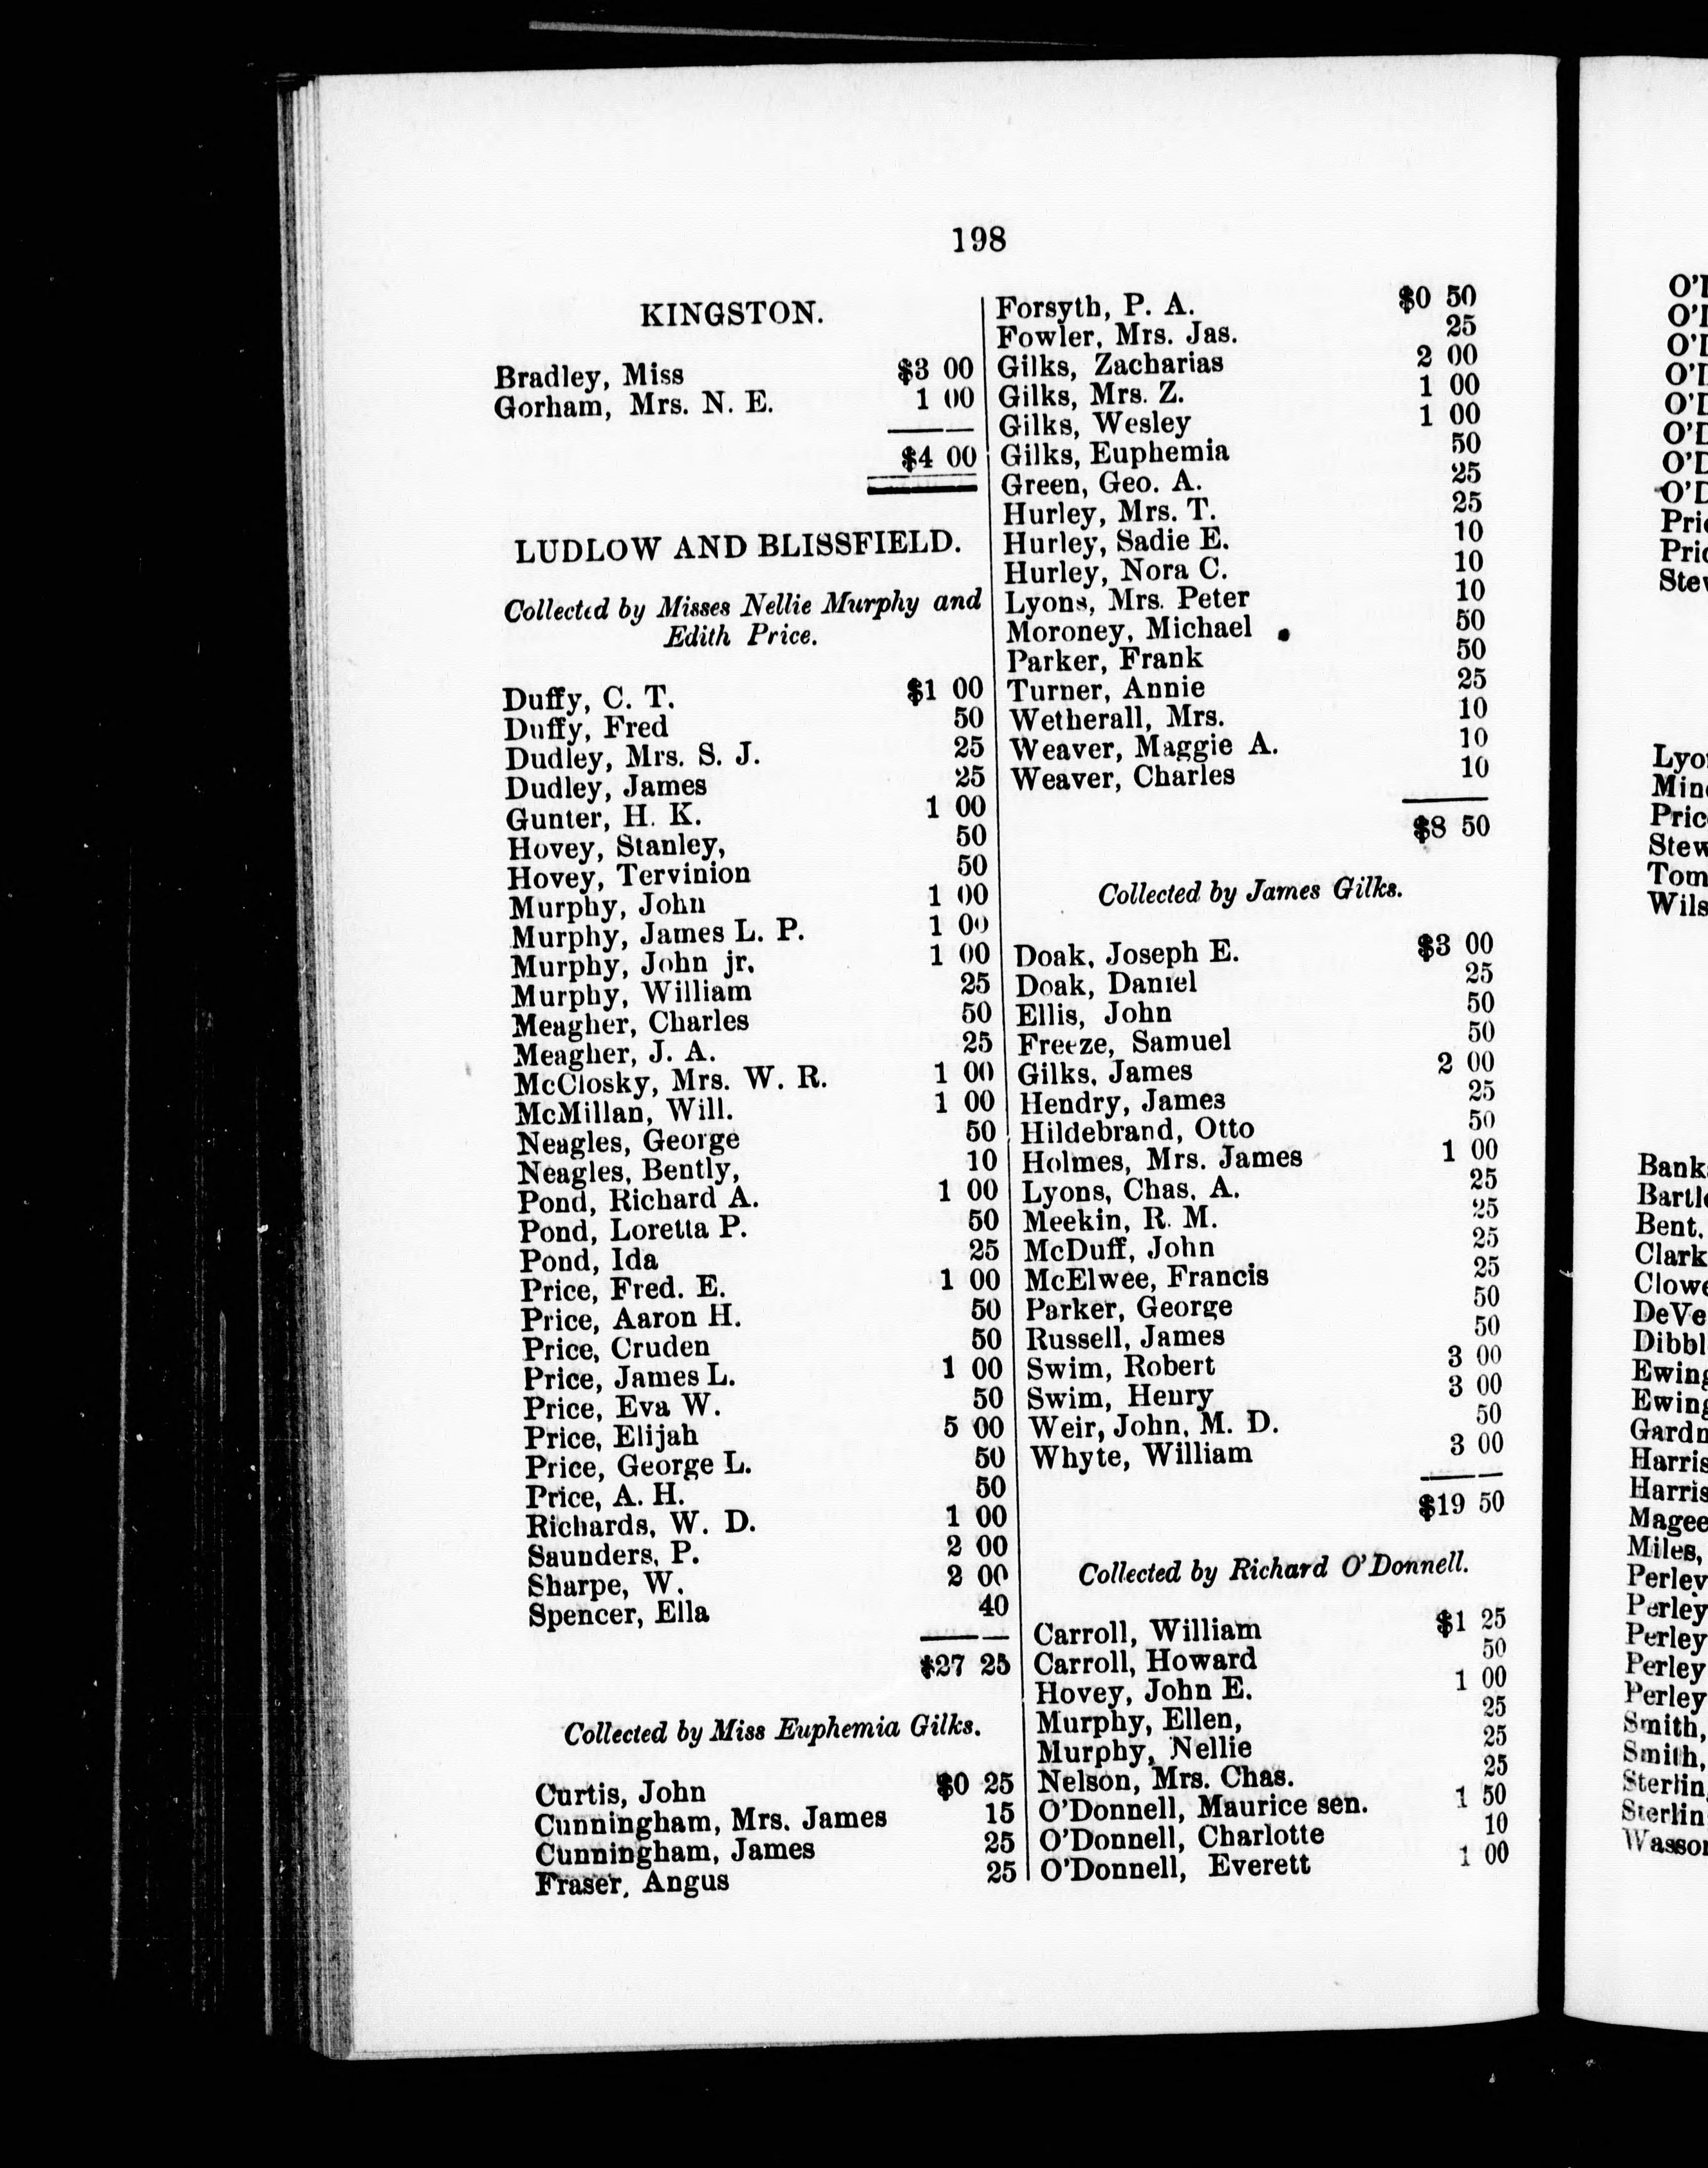 198
KINGSTON.
Bradley, Miss $3 00
Gorham, Mrs. N. E. 1 00
$4 00
LUDLOW AND BLISSFIELD.
Collected by Misses Nellie Murphy and
Edith Price.
Duffy, C. T. $1 00
Duffy, Fred 50
Dudley, Mrs. S. J. 25
Dudley, James 25
Gunter, H. K. 1 00
Hovey, Stanley, 50
Hovey, Tervinion 50
Murphy, John 1 00
Murphy, James L. P. 1 00
Murphy, John jr. 1 00
Murphy, William 25
Meagher, Charles 50
Meagher, J. A. 25
McClosky, Mrs. W. R. 1 00
McMillan, Will. 1 00
Neagles, George 50
Neagles, Bently, 10
Pond, Richard A. 1 00
Pond, Loretta P. 50
Pond, Ida 25
Price, Fred. E. 1 00
Price, Aaron H. 50
Price, Cruden 50
Price, James L. 1 00
Price, Eva W. 50
Price, Elijah 5 00
Price, George L. 50
Price, A. H. 50
Richards, W. D. 1 00
Saunders, P. 2 00
Sharpe, W. 2 00
Spencer, Ella 40
$27 25
Collected by Miss Euphemia Gilks.
Curtis, John $0 25
Cunningham, Mrs. James 15
Cunningham, James 25
Fraser, Angus 25
Forsyth, P. A. $0 50
Fowler, Mrs. Jas. 25
Gilks, Zacharias 2 00
Gilks, Mrs. Z. 1 00
Gilks, Wesley 1 00
Gilks, Euphemia 50
Green, Geo. A. 25
Hurley, Mrs. T. 25
Hurley, Sadie E. 10
Hurley, Nora C. 10
Lyons, Mrs. Peter 10
Moroney, Michael 50
Parker, Frank 50
Turner, Annie 25
Wetherall, Mrs. 10
Weaver, Maggie A. 10
Weaver, Charles 10
$8 50
Collected by James Gilks.
Doak, Joseph E. $3 00
Doak, Daniel 25
Ellis, John 50
Freeze, Samuel 50
Gilks, James 2 00
Hendry, James 25
Hildebrand, Otto 50
Holmes, Mrs. James 1 00
Lyons, Chas. A. 25
Meekin, R. M. 25
McDuff, John 25
McElwee, Francis 25
Parker, George 50
Russell, James 50
Swim, Robert 3 00
Swim, Henry 3 00
Weir, John, M. D. 50
Whyte, William 3 00
$19 50
Collected by Richard O'Donnell.
Carroll, William $1 25
Carroll, Howard 50
Hovey, John E. 1 00
Murphy, Ellen, 25
Murphy, Nellie 25
Nelson, Mrs. Chas. 25
O'Donnell, Maurice sen. 1 50
O'Donnell, Charlotte 10
O'Donnell, Everett 1 00